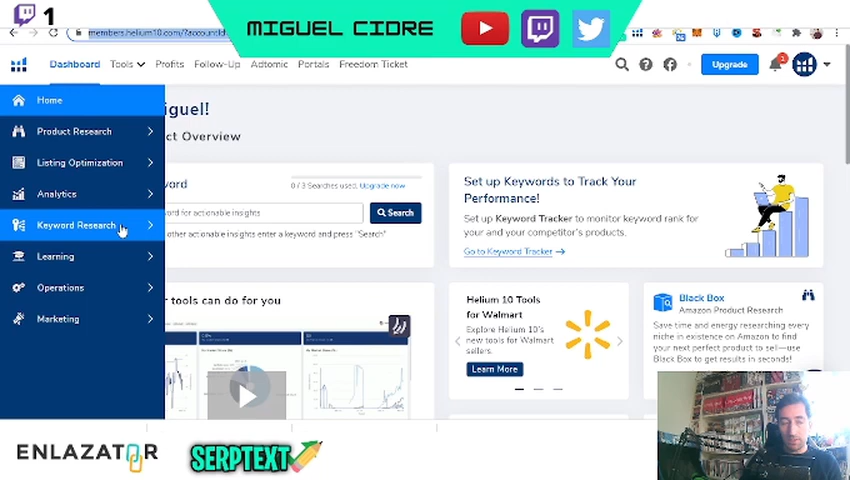 1
MIGUEL CIDRE
members.helium10.com/?accountId
Dashboard
Tools
Profits
Follow-Up
Adtomic
Portals
Freedom Ticket
Upgrade
Home
Product Research
Listing Optimization
Analytics
Keyword Research
Learning
Operations
Marketing
iguel!
ct Overview
word
0 / 3 Searches used. Upgrade now
word for actionable insights
Search
other actionable insights enter a keyword and press "Search"
Set up Keywords to Track Your
Performance!
Set up Keyword Tracker to monitor keyword rank for
your and your competitor's products.
Go to Keyword Tracker
r tools can do for you
Helium 10 Tools
for Walmart
Explore Helium 10's
new tools for Walmart
sellers.
Learn More
Black Box
Amazon Product Research
Save time and energy researching every
niche in existence on Amazon to find
your next perfect product to sell—use
Black Box to get results in seconds!
ENLAZATOR
SERPTEXT